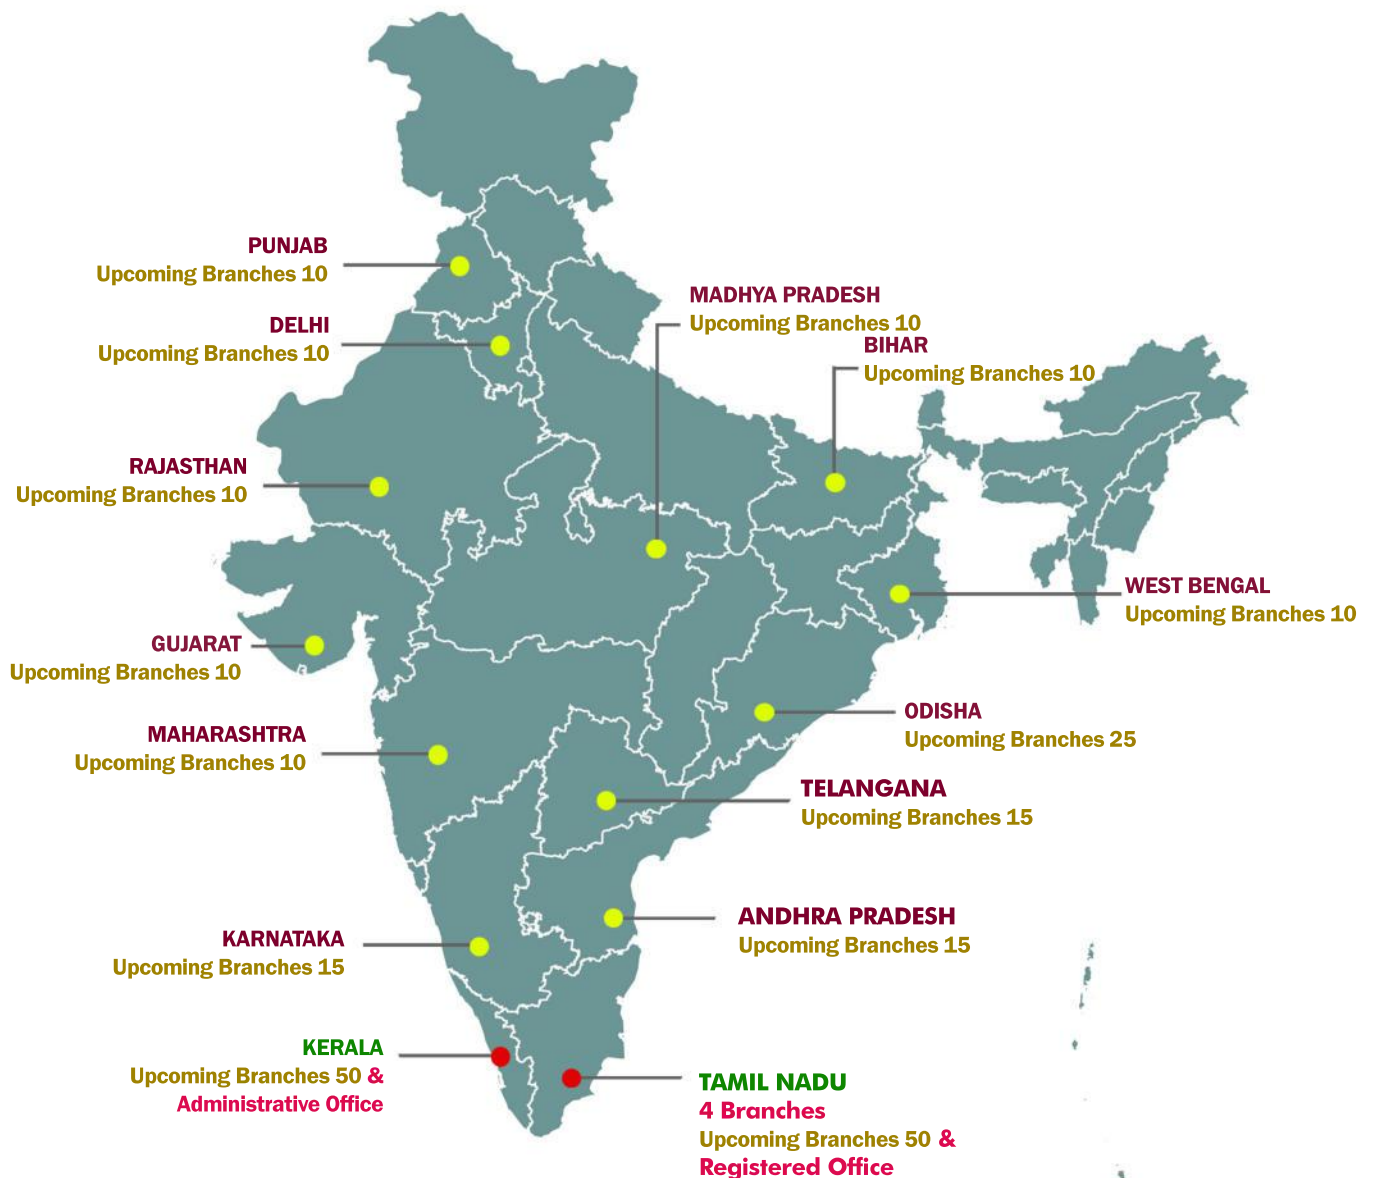 PUNJAB
Upcoming Branches 10
DELHI
Upcoming Branches 10
MADHYA PRADESH
Upcoming Branches 10
BIHAR
Upcoming Branches 10
RAJASTHAN
Upcoming Branches 10
WEST BENGAL
Upcoming Branches 10
GUJARAT
Upcoming Branches 10
ODISHA
Upcoming Branches 25
MAHARASHTRA
Upcoming Branches 10
TELANGANA
Upcoming Branches 15
ANDHRA PRADESH
Upcoming Branches 15
KARNATAKA
Upcoming Branches 15
KERALA
Upcoming Branches 50 &
Administrative Office
TAMIL NADU
4 Branches
Upcoming Branches 50 &
Registered Office